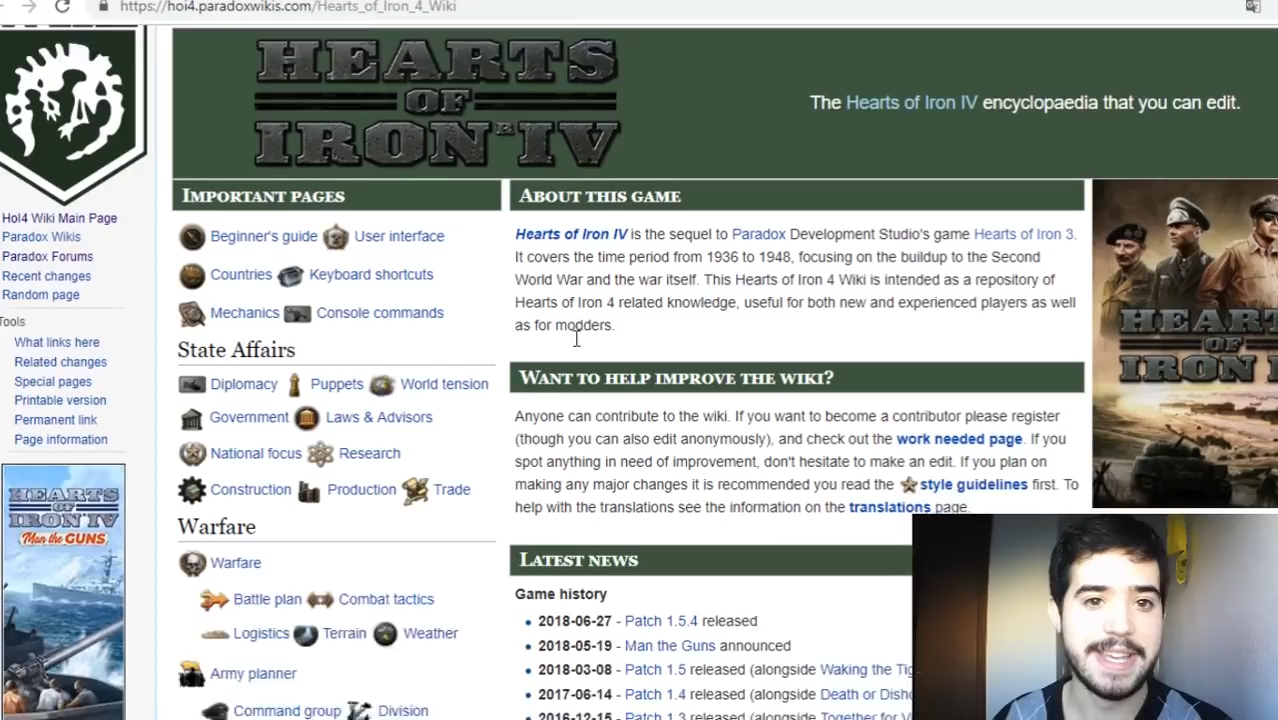 https://hoi4.paradoxwikis.com/Hearts_of_Iron_4_Wiki
HEARTS
OF
IRON IV
The Hearts of Iron IV encyclopaedia that you can edit.
HoI4 Wiki Main Page
Paradox Wikis
Paradox Forums
Recent changes
Random page
Tools
What links here
Related changes
Special pages
Printable version
Permanent link
Page information
HEARTS
OF
IRON IV
Man the GUNS
Important pages
Beginner's guide User interface
Countries Keyboard shortcuts
Mechanics Console commands
State Affairs
Diplomacy Puppets World tension
Government Laws & Advisors
National focus Research
Construction Production Trade
Warfare
Warfare
Battle plan Combat tactics
Logistics Terrain Weather
Army planner
Command group Division
About this game
Hearts of Iron IV is the sequel to Paradox Development Studio's game Hearts of Iron 3.
It covers the time period from 1936 to 1948, focusing on the buildup to the Second
World War and the war itself. This Hearts of Iron 4 Wiki is intended as a repository of
Hearts of Iron 4 related knowledge, useful for both new and experienced players as well
as for modders.
Want to help improve the wiki?
Anyone can contribute to the wiki. If you want to become a contributor please register
(though you can also edit anonymously), and check out the work needed page. If you
spot anything in need of improvement, don't hesitate to make an edit. If you plan on
making any major changes it is recommended you read the style guidelines first. To
help with the translations see the information on the translations page.
Latest news
Game history
2018-06-27 - Patch 1.5.4 released
2018-05-19 - Man the Guns announced
2018-03-08 - Patch 1.5 released (alongside Waking the Tig
2017-06-14 - Patch 1.4 released (alongside Death or Disho
2016-12-15 - Patch 1.3 released (alongside Together for V
HEAR
OF
IRON I